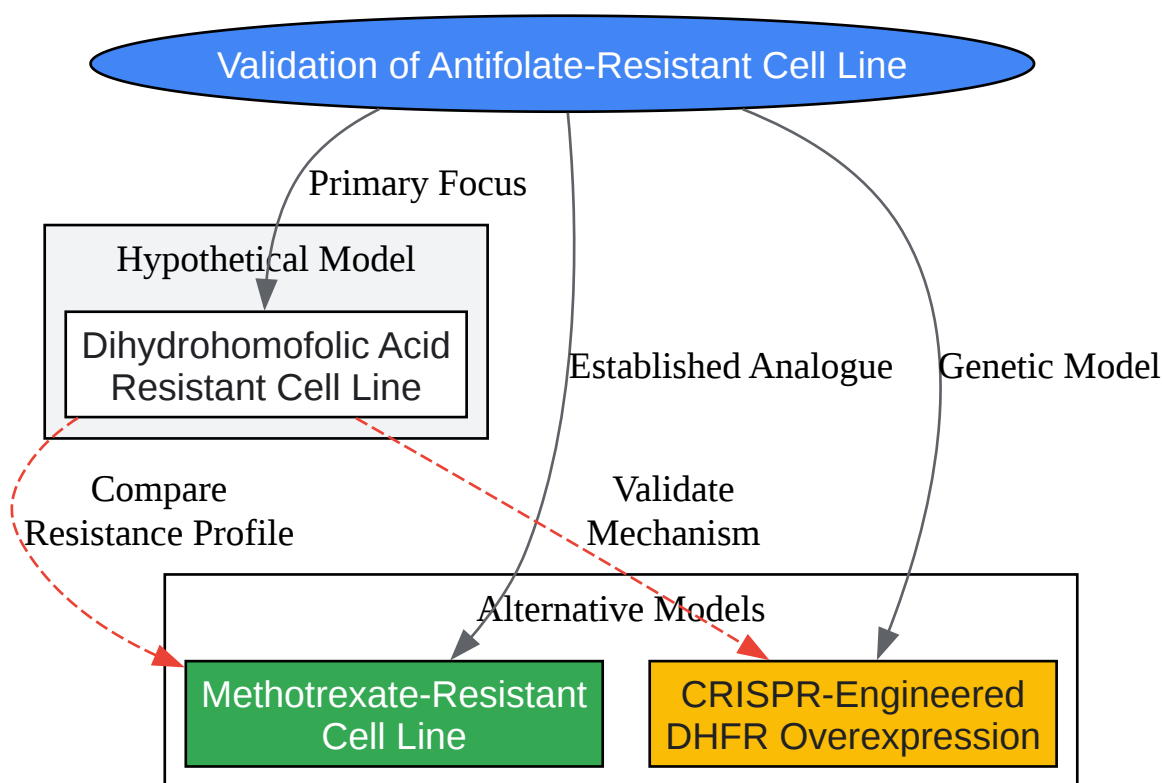 Validation of Antifolate-Resistant Cell Line
Primary Focus
Hypothetical Model
Dihydrohomofolic Acid
Resistant Cell Line
Established Analogue
Genetic Model
Compare
Resistance Profile
Validate
Mechanism
Alternative Models
Methotrexate-Resistant
Cell Line
CRISPR-Engineered
DHFR Overexpression